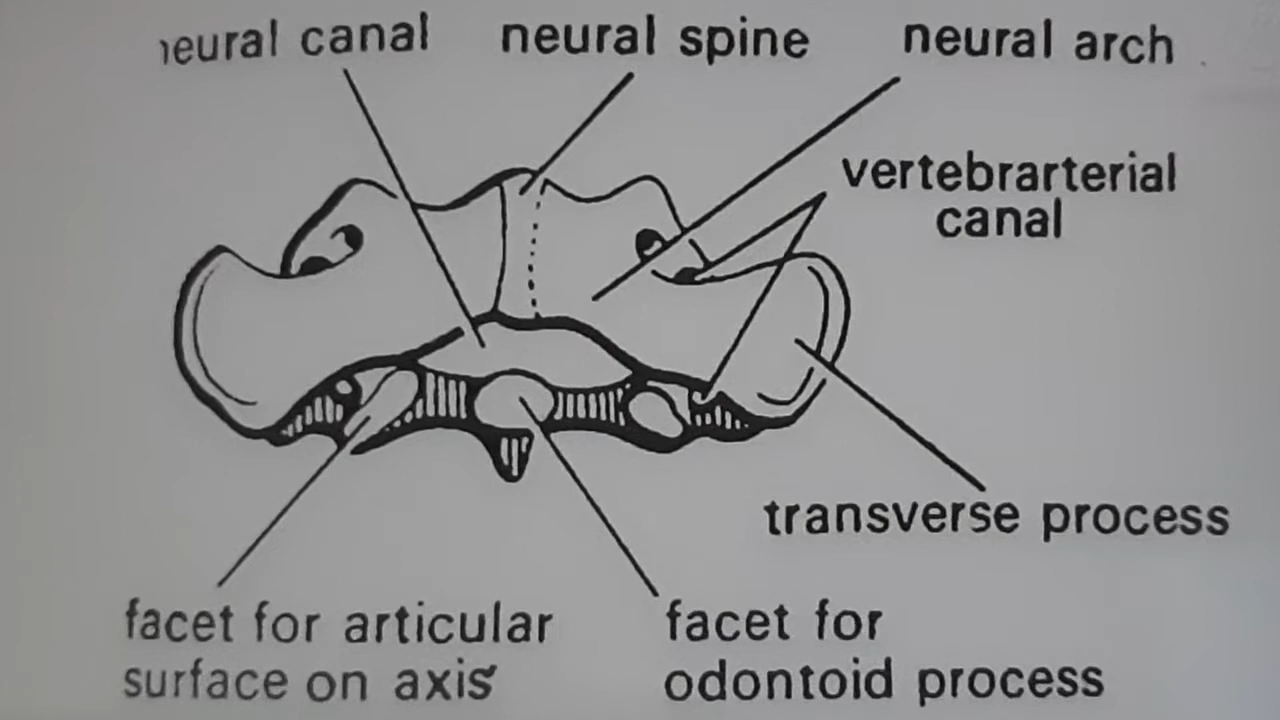 neural canal
neural spine
neural arch
vertebrarterial
canal
transverse process
facet for articular
surface on axis
facet for
odontoid process